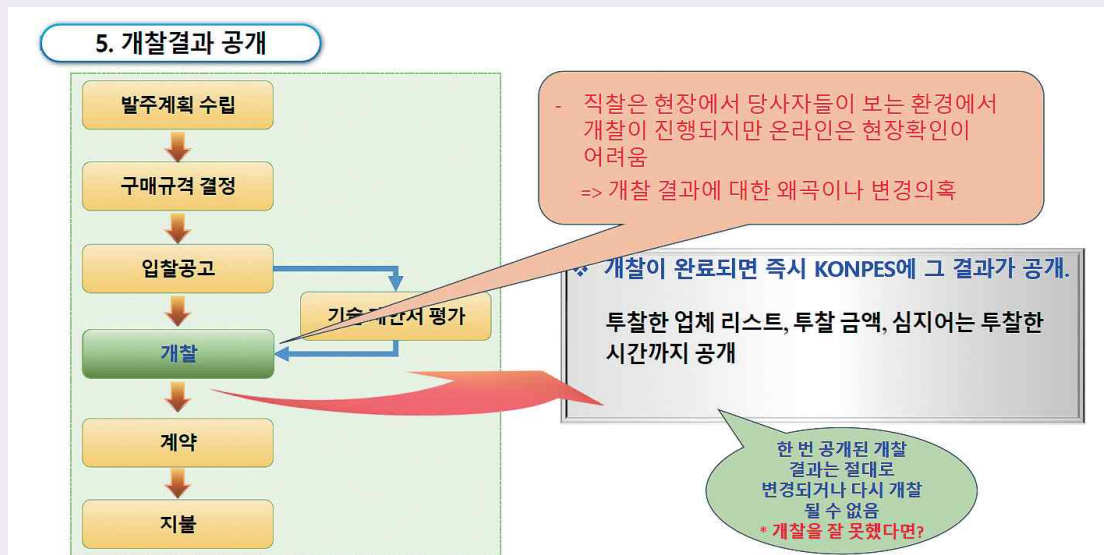 5. 개찰결과 공개
발주계획 수립
구매규격 결정
입찰공고
기술 제안서 평가
개찰
계약
지불
- 직찰은 현장에서 당사자들이 보는 환경에서
개찰이 진행되지만 온라인은 현장확인이
어려움
=> 개찰 결과에 대한 왜곡이나 변경의혹
❖ 개찰이 완료되면 즉시 KONPES에 그 결과가 공개.
투찰한 업체 리스트, 투찰 금액, 심지어는 투찰한
시간까지 공개
한 번 공개된 개찰
결과는 절대로
변경되거나 다시 개찰
될 수 없음
* 개찰을 잘 못했다면?